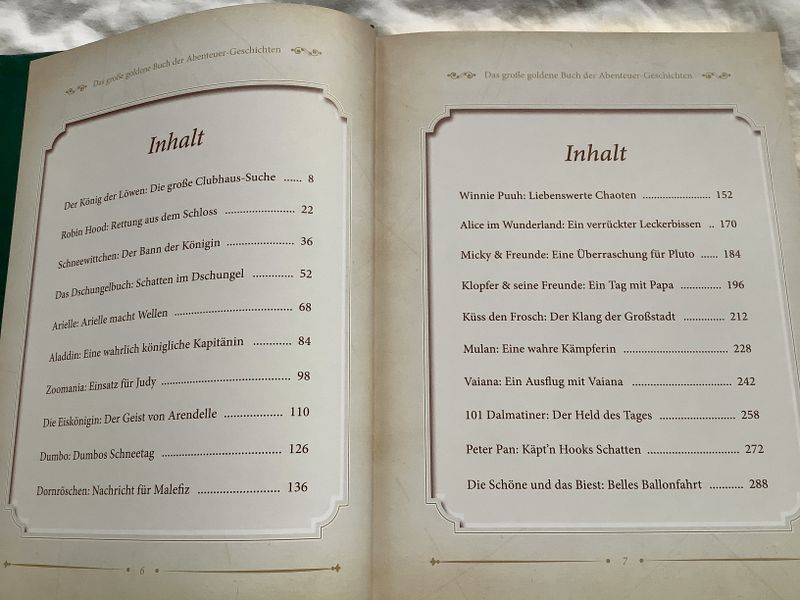 Das große goldene Buch der Abenteuer-Geschichten
Inhalt
Der König der Löwen: Die große Clubhaus-Suche ...... 8
Robin Hood: Rettung aus dem Schloss ...................... 22
Schneewittchen: Der Bann der Königin ..................... 36
Das Dschungelbuch: Schatten im Dschungel ............. 52
Arielle: Arielle macht Wellen .................................... 68
Aladdin: Eine wahrlich königliche Kapitänin ............ 84
Zoomania: Einsatz für Judy ....................................... 98
Die Eiskönigin: Der Geist von Arendelle .................. 110
Dumbo: Dumbos Schneetag ..................................... 126
Dornröschen: Nachricht für Malefiz ......................... 136
6
Das große goldene Buch der Abenteuer-Geschichten
Inhalt
Winnie Puuh: Liebenswerte Chaoten ........................ 152
Alice im Wunderland: Ein verrückter Leckerbissen .. 170
Micky & Freunde: Eine Überraschung für Pluto ...... 184
Klopfer & seine Freunde: Ein Tag mit Papa ............. 196
Küss den Frosch: Der Klang der Großstadt .............. 212
Mulan: Eine wahre Kämpferin ................................. 228
Vaiana: Ein Ausflug mit Vaiana ............................... 242
101 Dalmatiner: Der Held des Tages ....................... 258
Peter Pan: Käpt'n Hooks Schatten ........................... 272
Die Schöne und das Biest: Belles Ballonfahrt ........... 288
7